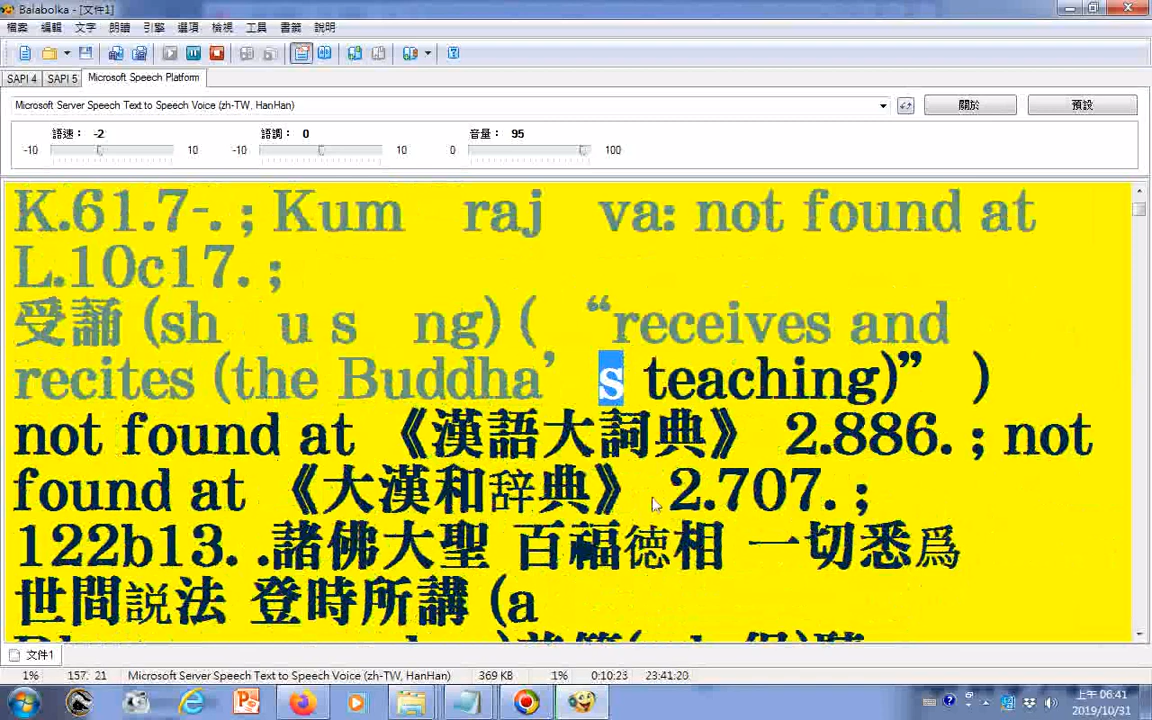 Balabolka - [文件1]
檔案 編輯 文字 朗讀 引擎 選項 檢視 工具 書籤 說明
SAPI 4 SAPI 5 Microsoft Speech Platform
Microsoft Server Speech Text to Speech Voice (zh-TW, HanHan)
關於 預設
語速： -2 語調： 0 音量： 95
-10 10 -10 10 0 100
K.61.7-. ; Kum raj va: not found at
L.10c17. ;
受誦 (sh u s ng) ( “receives and
recites (the Buddha’ s teaching)” )
not found at 《漢語大詞典》 2.886. ; not
found at 《大漢和辞典》 2.707. ;
122b13. .諸佛大聖 百福徳相 一切悉爲
世間説法 登時所講 (a
文件1
1% 157: 21 Microsoft Server Speech Text to Speech Voice (zh-TW, HanHan) 369 KB 1% 0:10:23 23:41:20
上午 06:41
2019/10/31